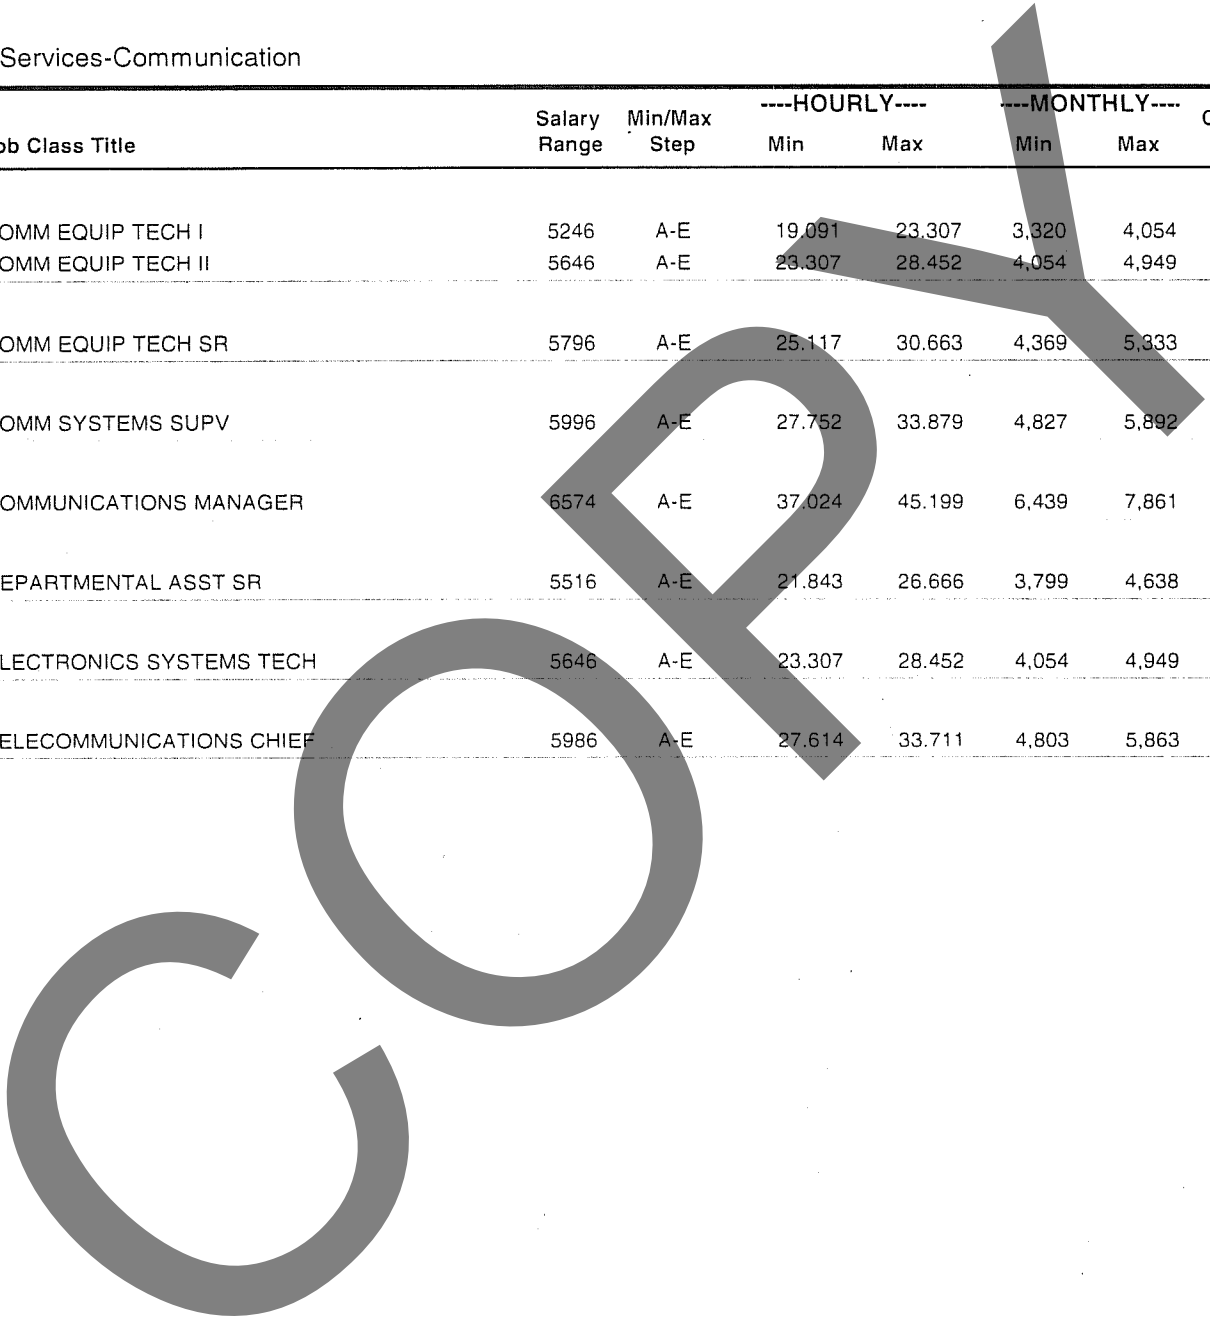 Services-Communication
----HOURLY---- ----MONTHLY----
Salary Min/Max C
ob Class Title Range Step Min Max Min Max
OMM EQUIP TECH I 5246 A-E 19.091 23.307 3,320 4,054
OMM EQUIP TECH II 5646 A-E 23.307 28.452 4,054 4,949
OMM EQUIP TECH SR 5796 A-E 25.117 30.663 4,369 5,333
OMM SYSTEMS SUPV 5996 A-E 27.752 33.879 4,827 5,892
OMMUNICATIONS MANAGER 6574 A-E 37.024 45.199 6,439 7,861
EPARTMENTAL ASST SR 5516 A-E 21.843 26.666 3,799 4,638
LECTRONICS SYSTEMS TECH 5646 A-E 23.307 28.452 4,054 4,949
ELECOMMUNICATIONS CHIEF 5986 A-E 27.614 33.711 4,803 5,863
COPY